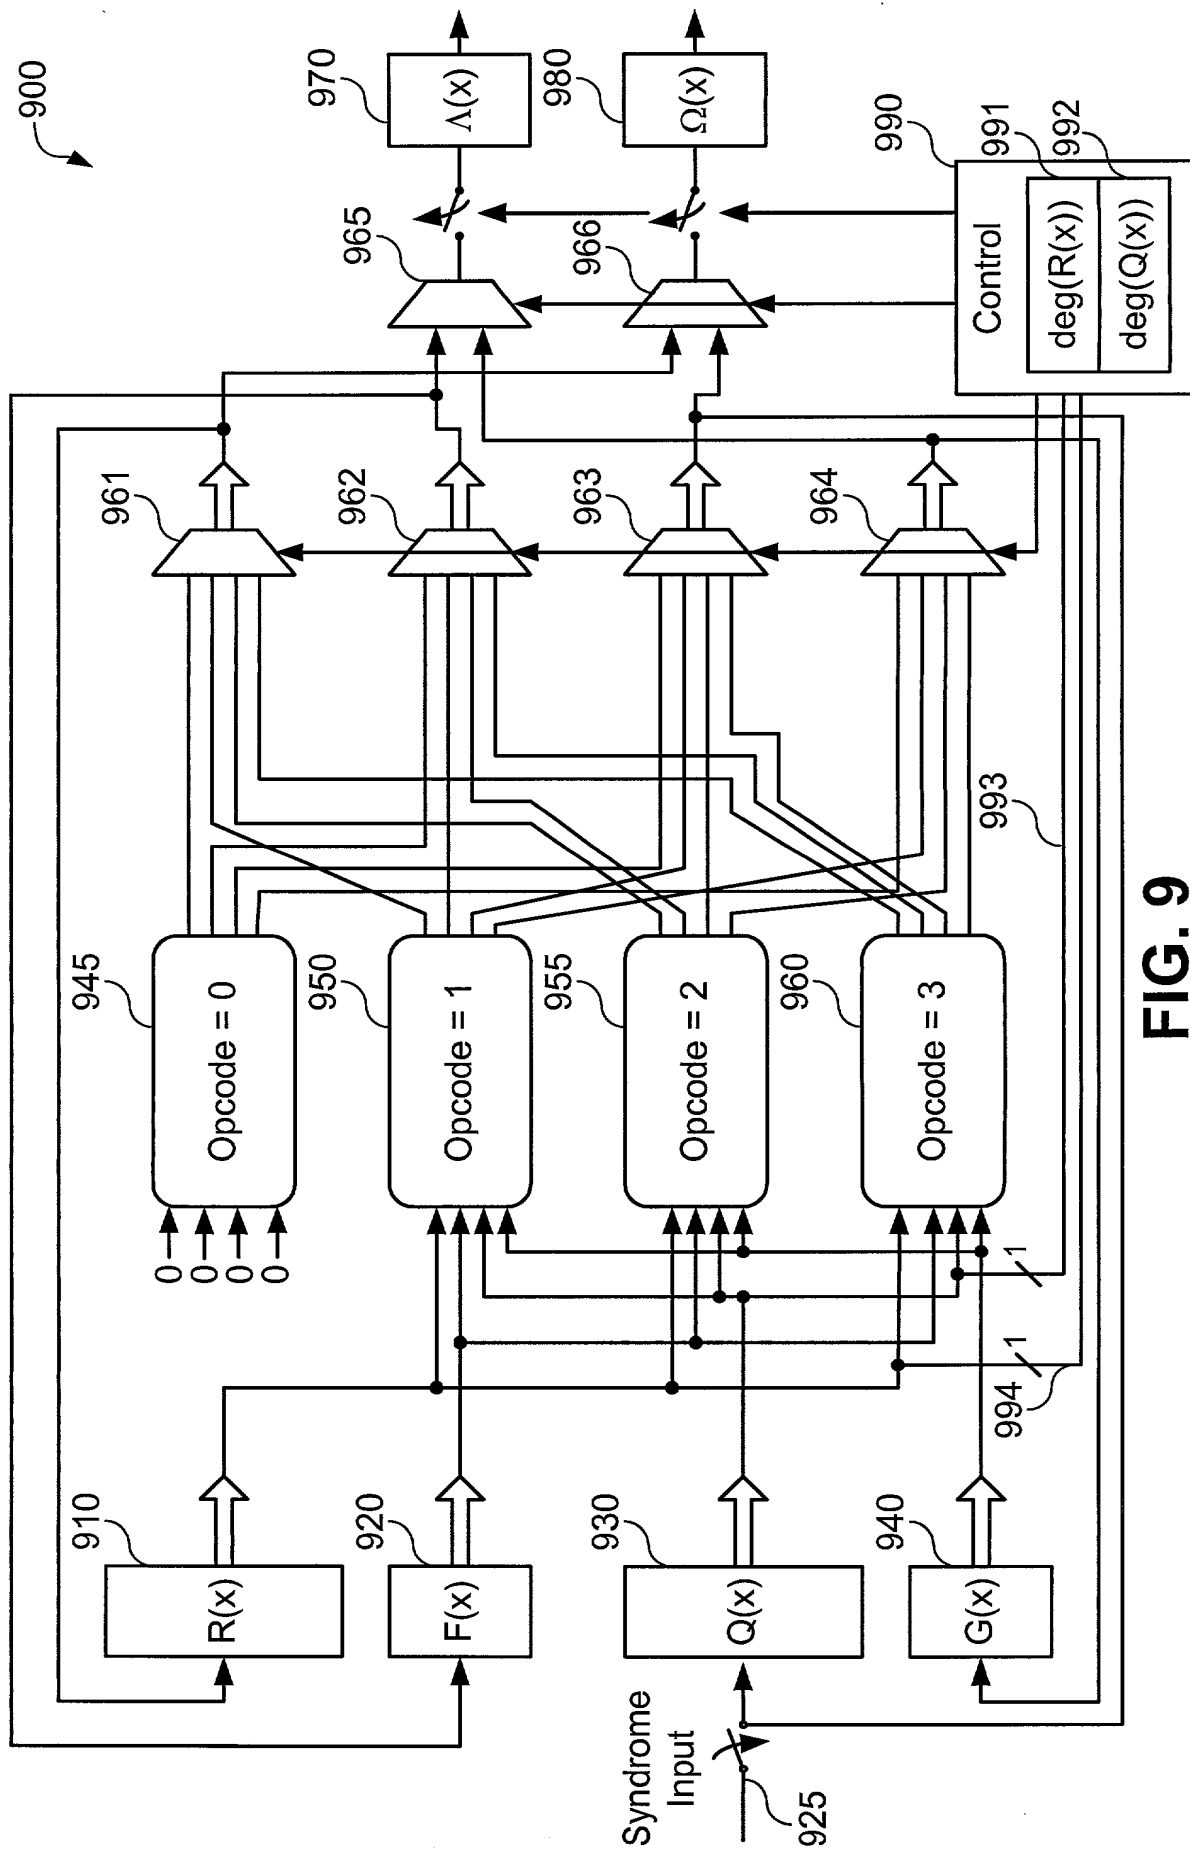 900
910
R(x)
920
F(x)
Syndrome
Input
925
930
Q(x)
940
G(x)
0
0
0
0
945
Opcode = 0
950
Opcode = 1
955
Opcode = 2
960
Opcode = 3
961
962
963
964
965
966
970
Λ(x)
980
Ω(x)
990
Control
991
deg(R(x))
992
deg(Q(x))
993
1
994
1
FIG. 9